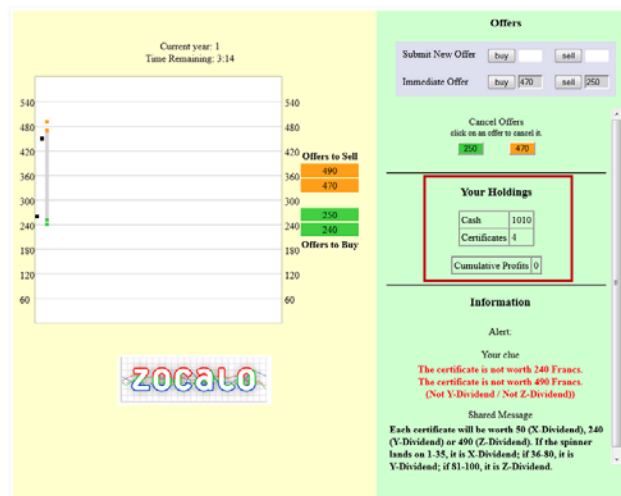 Current year: 1
Time Remaining: 3:14
540
480
420
360
300
240
180
120
60
540
480
420
360
300
240
180
120
60
Offers to Sell
490
470
250
240
Offers to Buy
zocalo
Offers
Submit New Offer buy sell
Immediate Offer buy 470 sell 250
Cancel Offers
click on an offer to cancel it.
250 470
Your Holdings
Cash 1010
Certificates 4
Cumulative Profits 0
Information
Alert:
Your clue
The certificate is not worth 240 Francs.
The certificate is not worth 490 Francs.
(Not Y-Dividend / Not Z-Dividend))
Shared Message
Each certificate will be worth 50 (X-Dividend), 240
(Y-Dividend) or 490 (Z-Dividend). If the spinner
lands on 1-35, it is X-Dividend; if 36-80, it is
Y-Dividend; if 81-100, it is Z-Dividend.